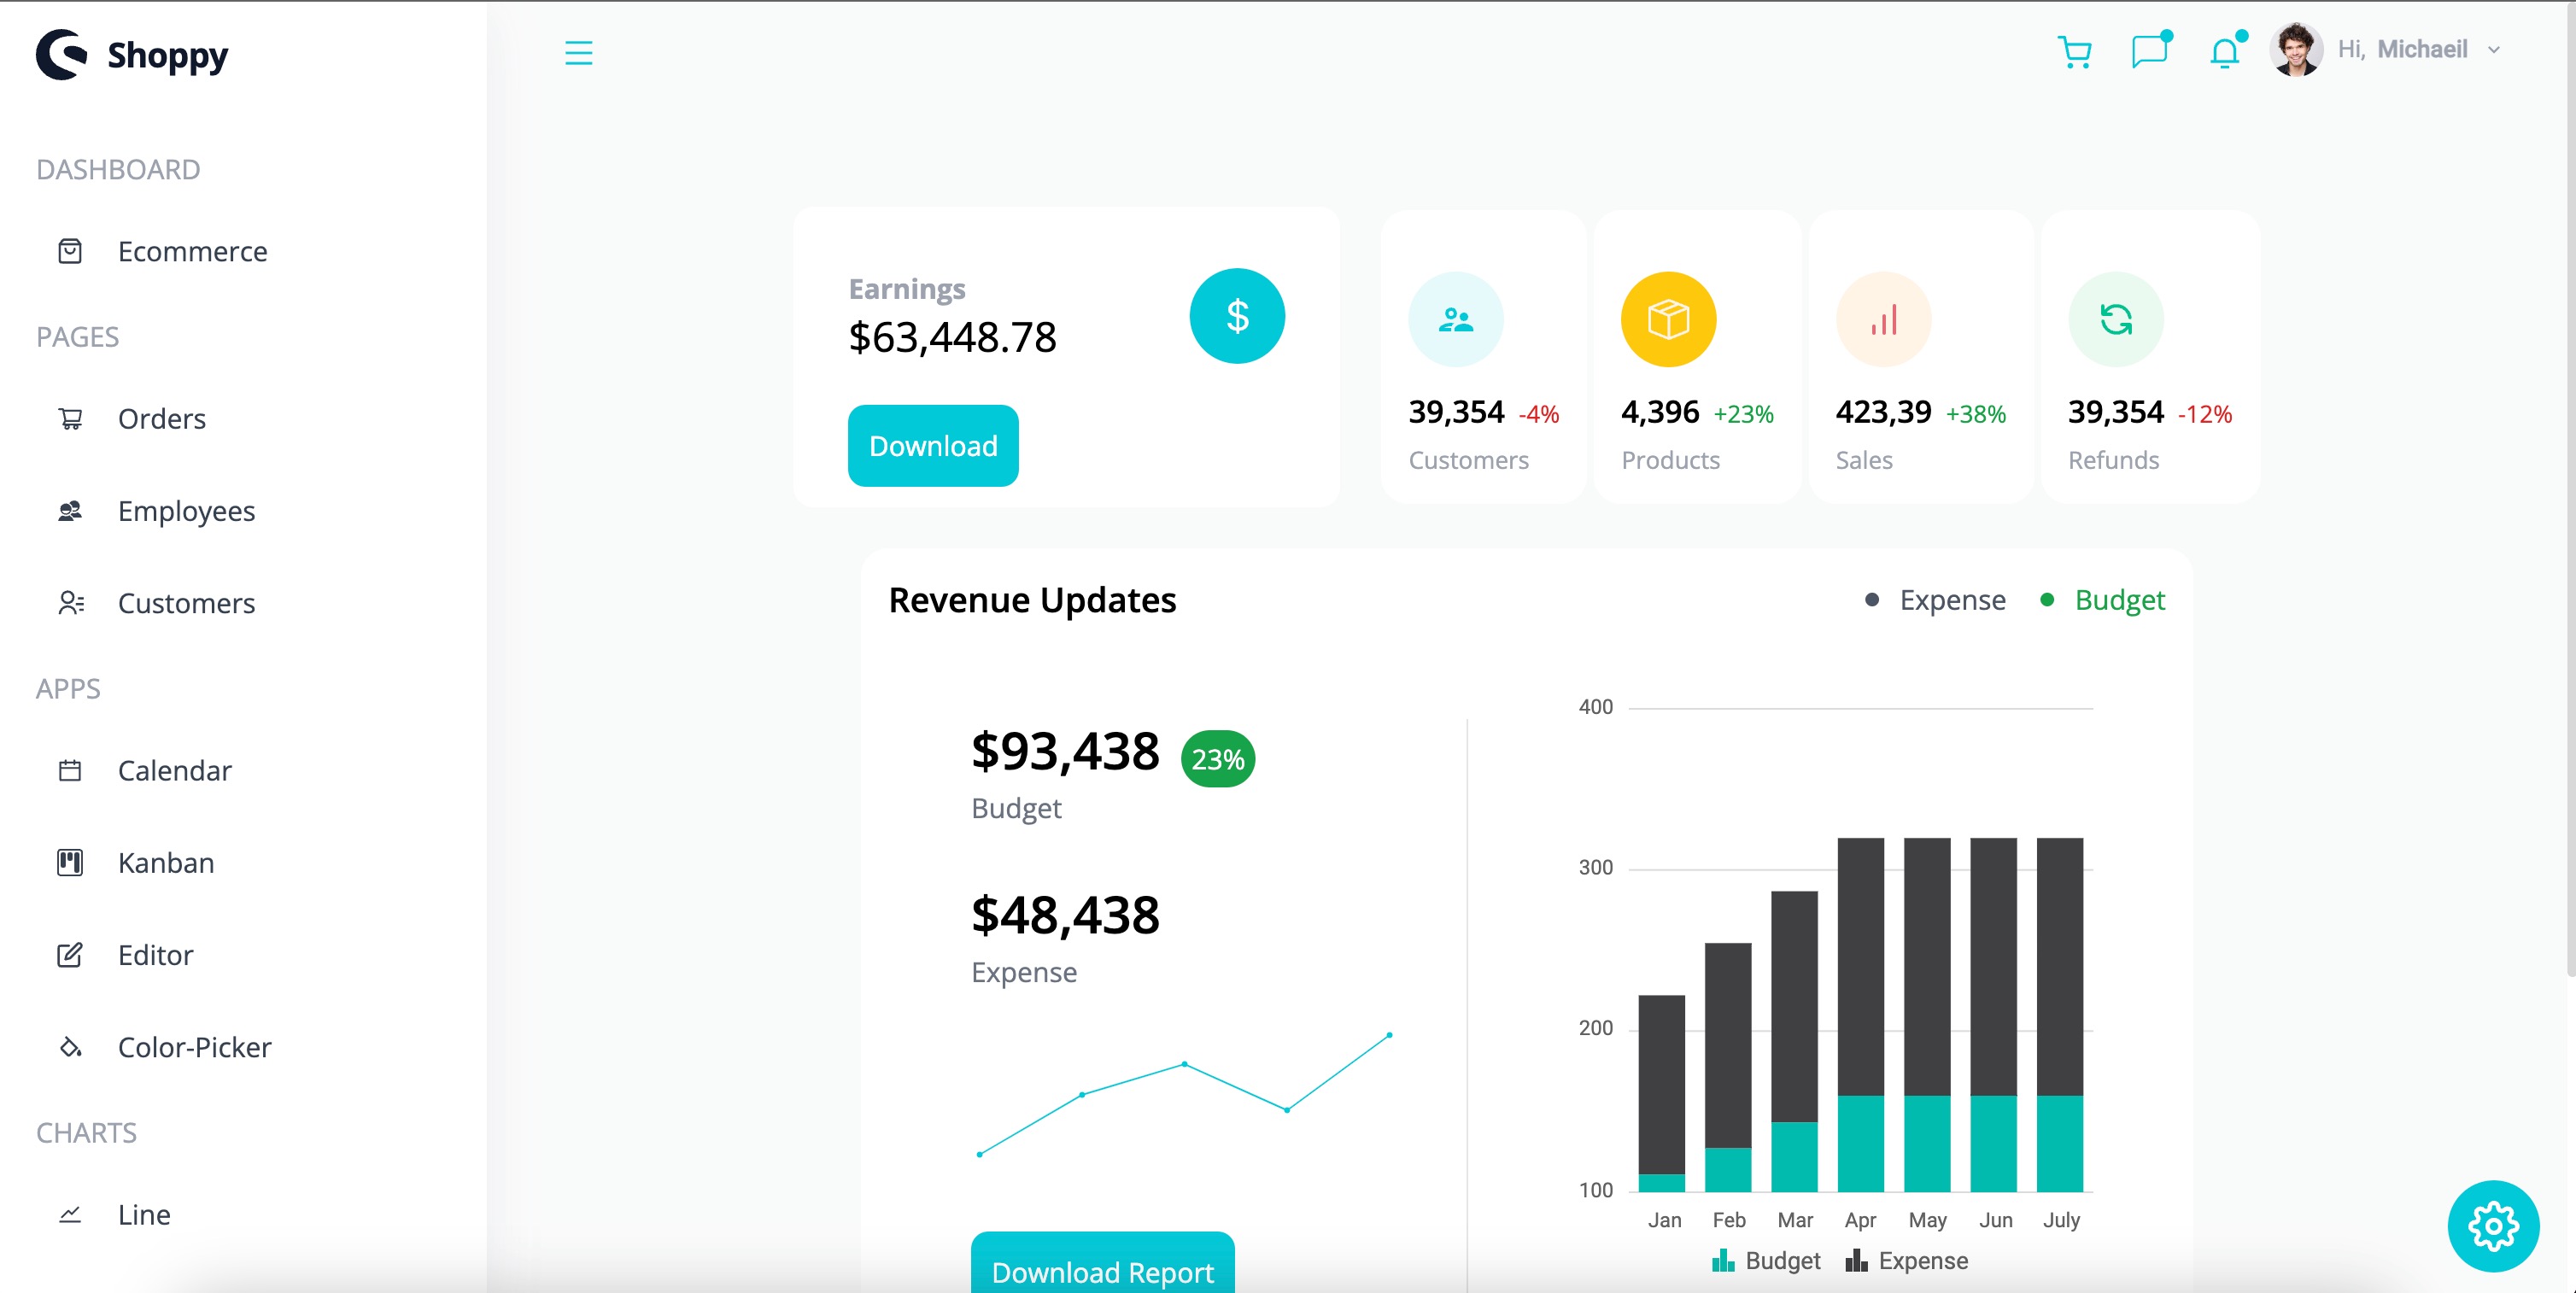 Shoppy
Hi, Michaeil
DASHBOARD
Ecommerce
PAGES
Orders
Employees
Customers
APPS
Calendar
Kanban
Editor
Color-Picker
CHARTS
Line
Earnings
$63,448.78
$
Download
39,354 -4%
Customers
4,396 +23%
Products
423,39 +38%
Sales
39,354 -12%
Refunds
Revenue Updates
Expense Budget
$93,438 23%
Budget
$48,438
Expense
Download Report
400
300
200
100
Jan Feb Mar Apr May Jun July
Budget Expense